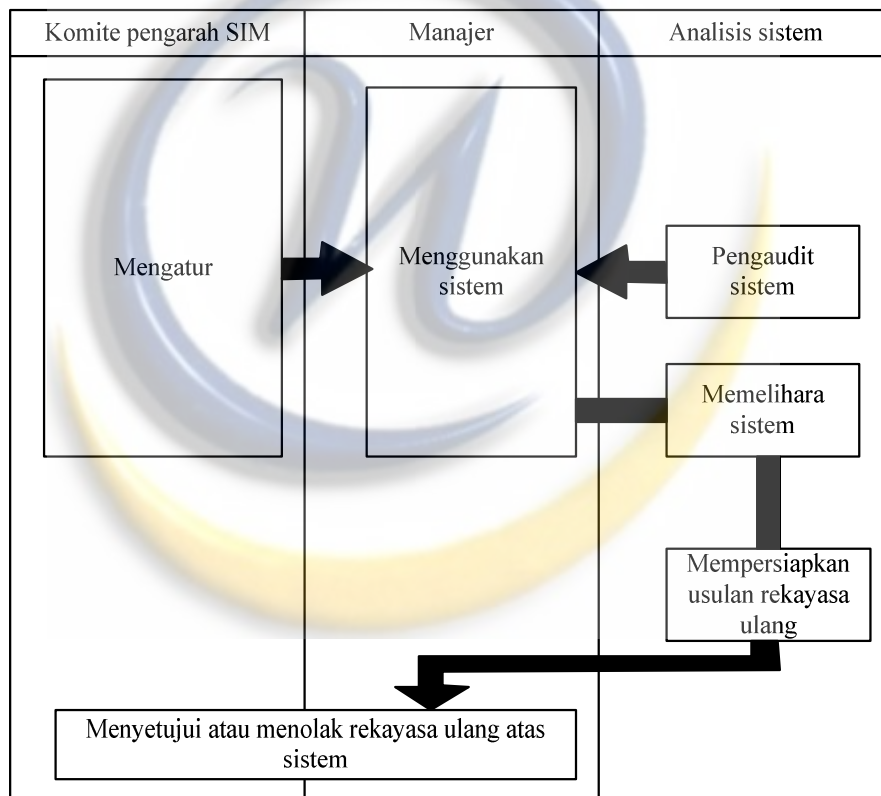 Komite pengarah SIM
Manajer
Analisis sistem
Mengatur
Menggunakan
sistem
Pengaudit
sistem
Memelihara
sistem
Mempersiapkan
usulan rekayasa
ulang
Menyetujui atau menolak rekayasa ulang atas
sistem